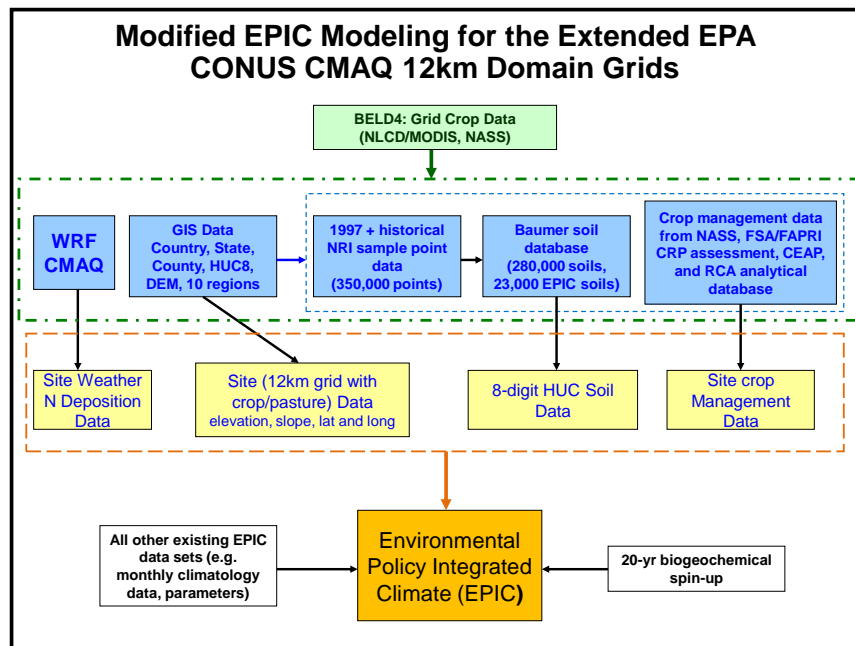 Modified EPIC Modeling for the Extended EPA
CONUS CMAQ 12km Domain Grids
BELD4: Grid Crop Data
(NLCD/MODIS, NASS)
WRF
CMAQ
GIS Data
Country, State,
County, HUC8,
DEM, 10 regions
1997 + historical
NRI sample point
data
(350,000 points)
Baumer soil
database
(280,000 soils,
23,000 EPIC soils)
Crop management data
from NASS, FSA/FAPRI
CRP assessment, CEAP,
and RCA analytical
database
Site Weather
N Deposition
Data
Site (12km grid with
crop/pasture) Data
elevation, slope, lat and long
8-digit HUC Soil
Data
Site crop
Management
Data
All other existing EPIC
data sets (e.g.
monthly climatology
data, parameters)
Environmental
Policy Integrated
Climate (EPIC)
20-yr biogeochemical
spin-up